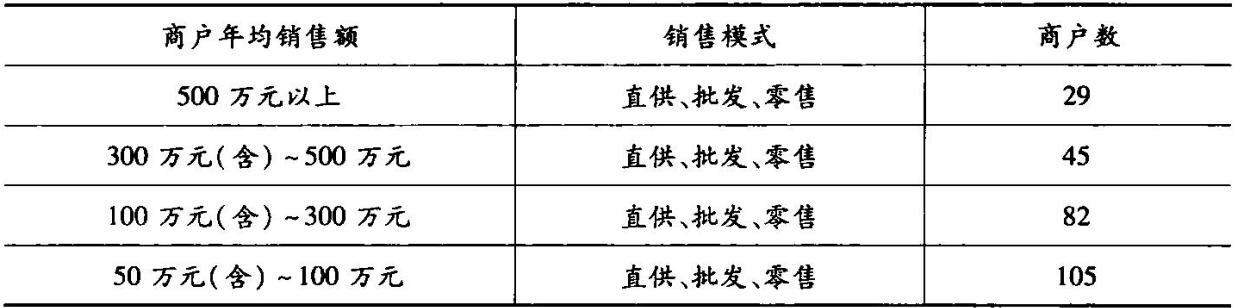 商户年均销售额 销售模式 商户数
500 万元以上 直供、批发、零售 29
300 万元(含)~500 万元 直供、批发、零售 45
100 万元(含)~300 万元 直供、批发、零售 82
50 万元(含)~100 万元 直供、批发、零售 105